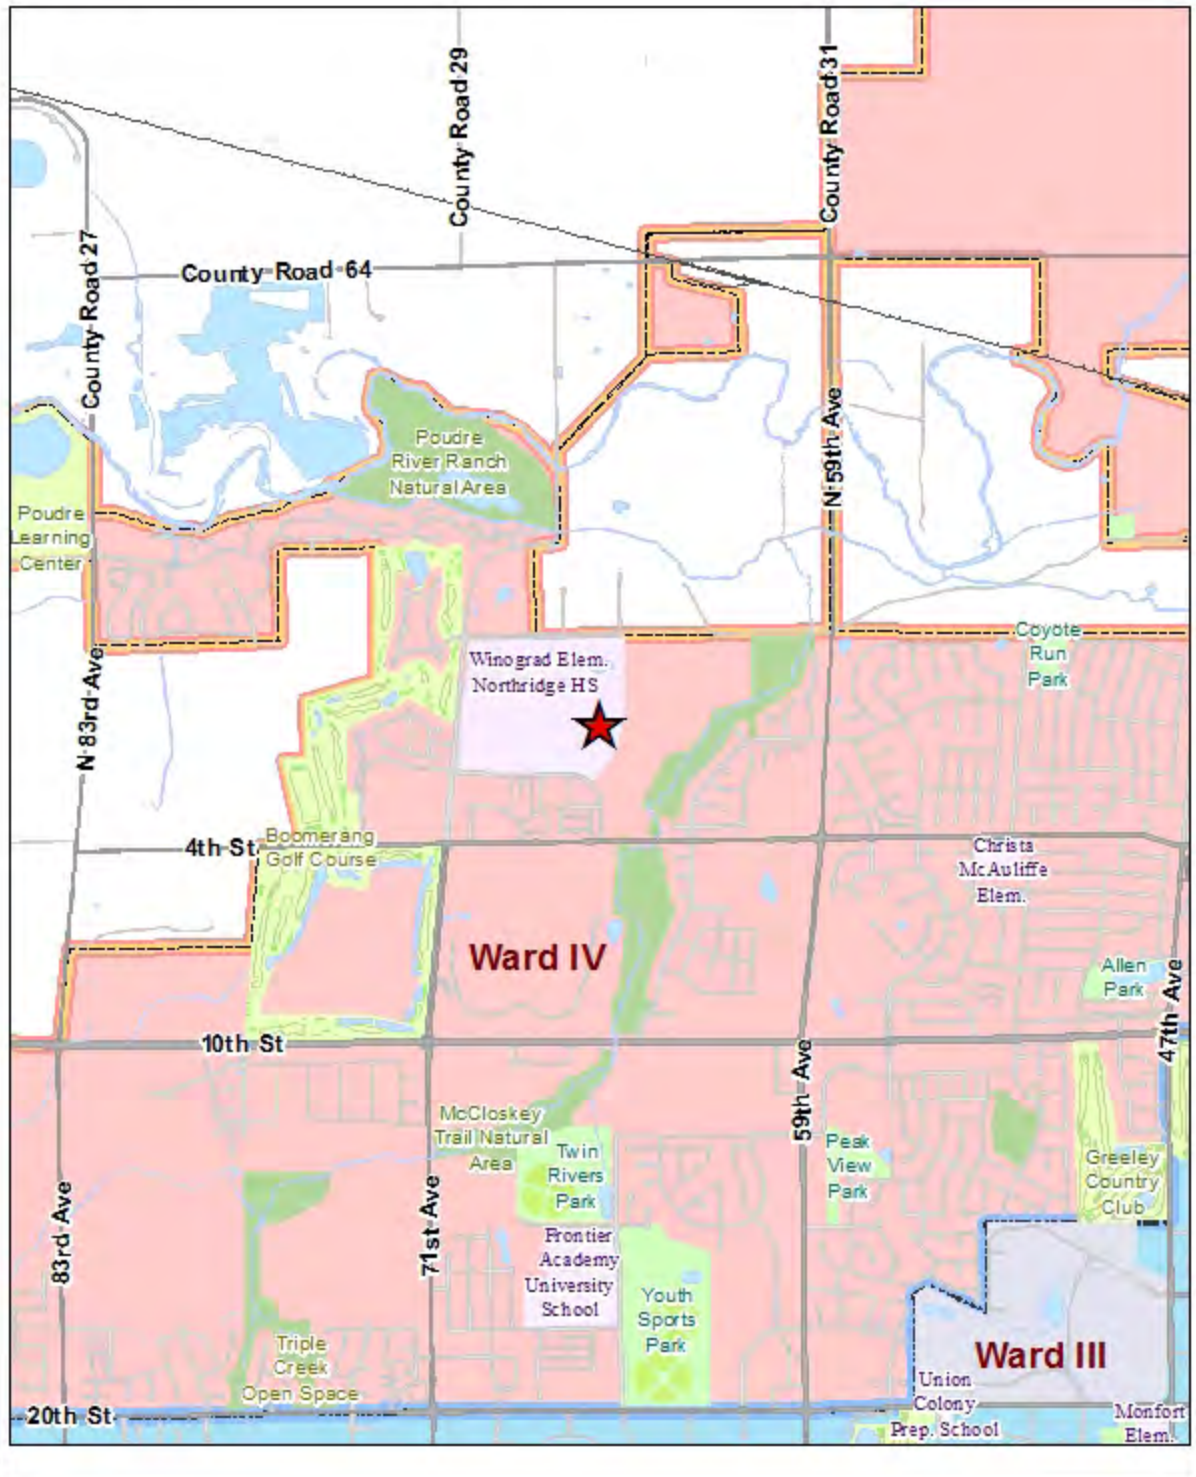 County Road 29
County Road 31
County Road 27
County Road 64
N 59th Ave
Poudre
River Ranch
Natural Area
Poudre
Learning
Center
Coyote
Run
Park
Winograd Elem.
Northridge HS
N 83rd Ave
4th St
Boomerang
Golf Course
Christa
McAuliffe
Elem.
Ward IV
Allen
Park
47th Ave
10th St
59th Ave
McCloskey
Trail Natural
Area
Twin
Rivers
Park
Peak
View
Park
Greeley
Country
Club
83rd Ave
71st Ave
Frontier
Academy
University
School
Youth
Sports
Park
Triple
Creek
Open Space
Ward III
Union
Colony
Prep. School
20th St
Monfort
Elem.